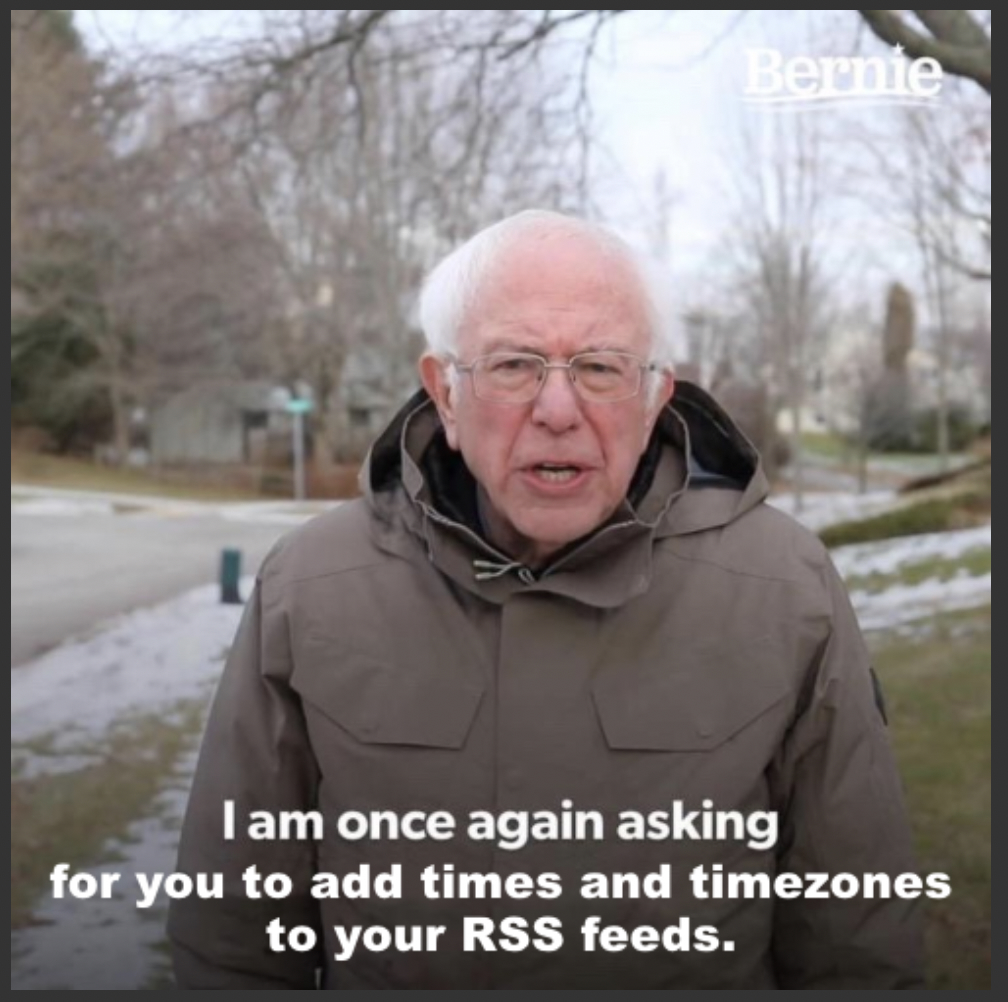 Bernie
I am once again asking
for you to add times and timezones
to your RSS feeds.